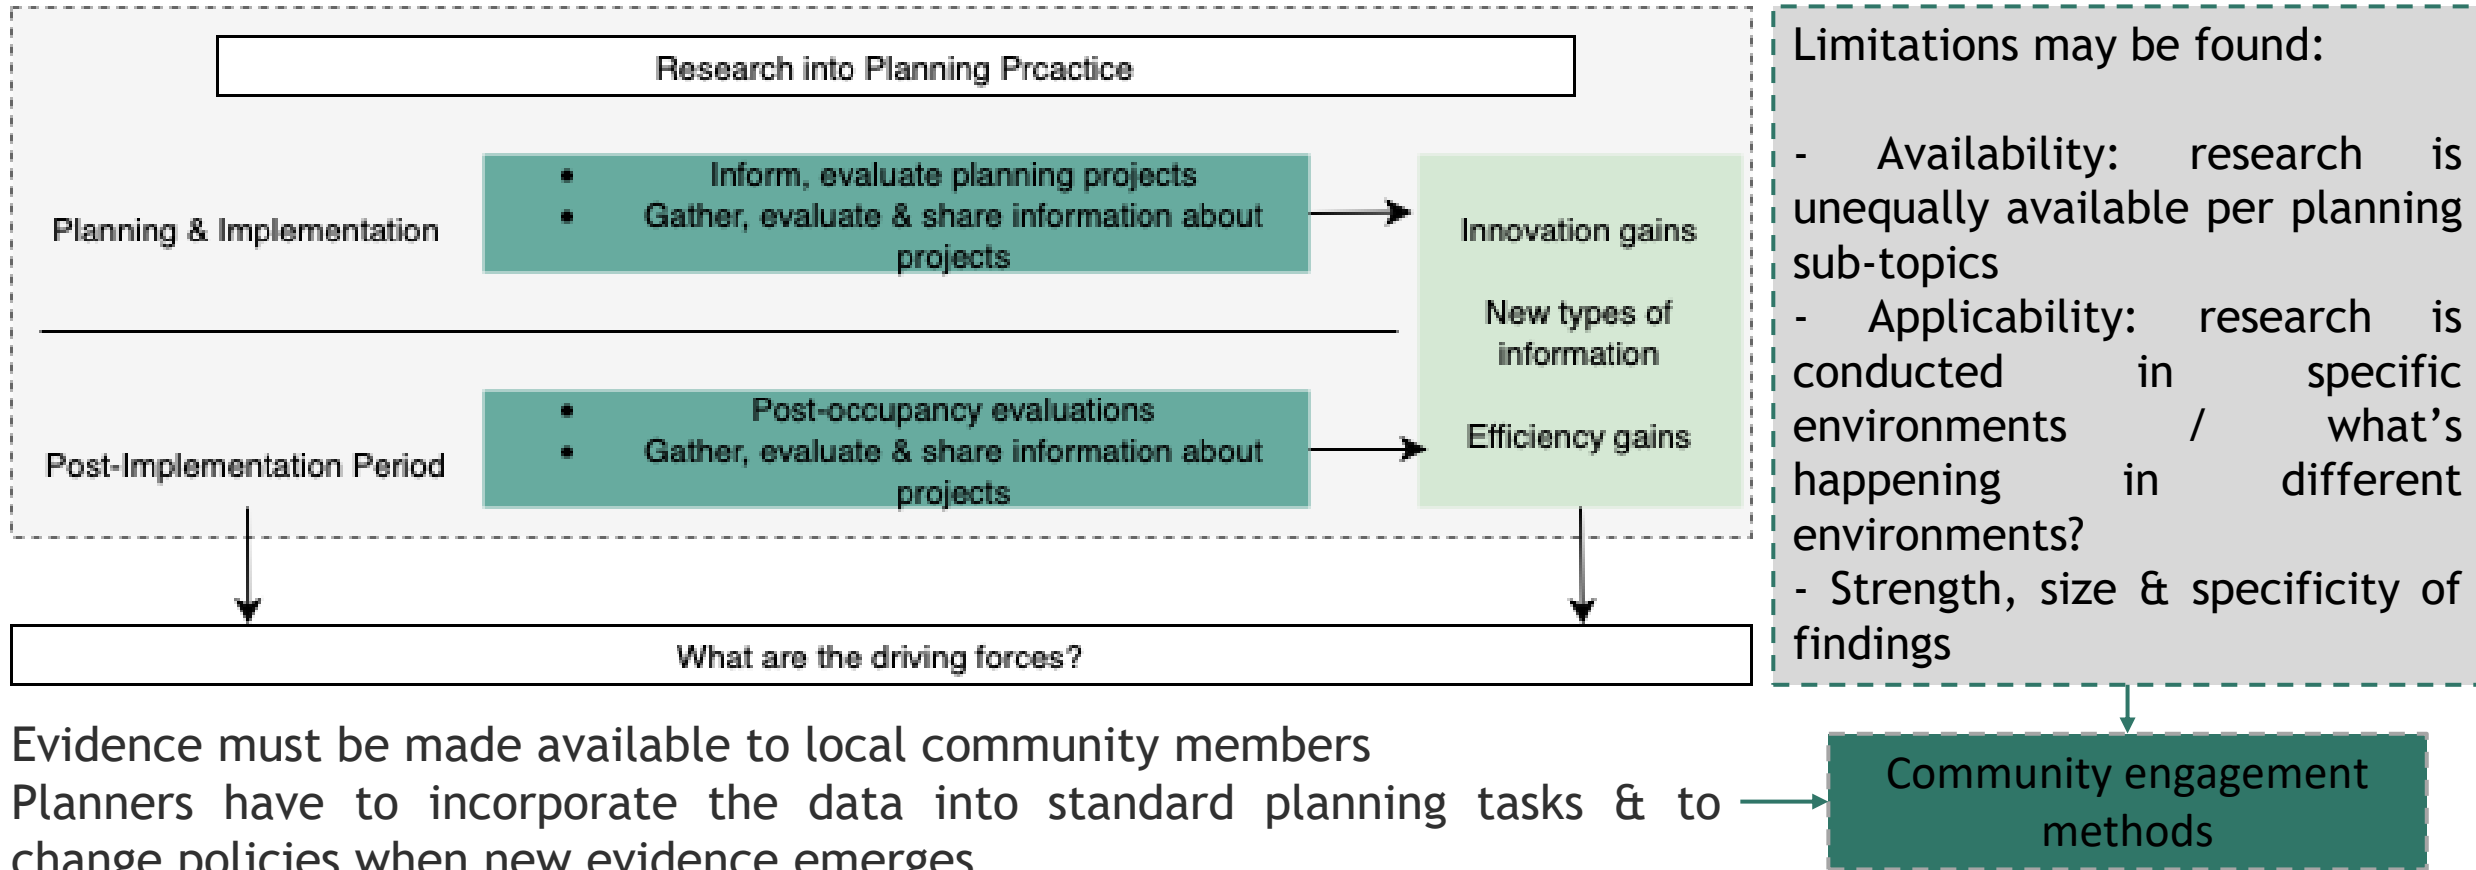 Research into Planning Prcactice
Planning & Implementation
• Inform, evaluate planning projects
• Gather, evaluate & share information about
projects
Post-Implementation Period
• Post-occupancy evaluations
• Gather, evaluate & share information about
projects
Innovation gains
New types of
information
Efficiency gains
What are the driving forces?
Limitations may be found:
- Availability: research is
unequally available per planning
sub-topics
- Applicability: research is
conducted in specific
environments / what’s
happening in different
environments?
- Strength, size & specificity of
findings
Evidence must be made available to local community members
Planners have to incorporate the data into standard planning tasks & to
change policies when new evidence emerges
Community engagement
methods